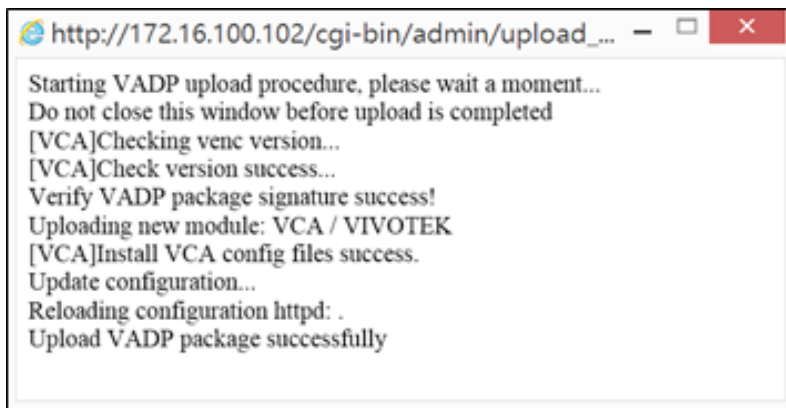 http://172.16.100.102/cgi-bin/admin/upload_...
Starting VADP upload procedure, please wait a moment...
Do not close this window before upload is completed
[VCA]Checking venc version...
[VCA]Check version success...
Verify VADP package signature success!
Uploading new module: VCA / VIVOTEK
[VCA]Install VCA config files success.
Update configuration...
Reloading configuration httpd: .
Upload VADP package successfully